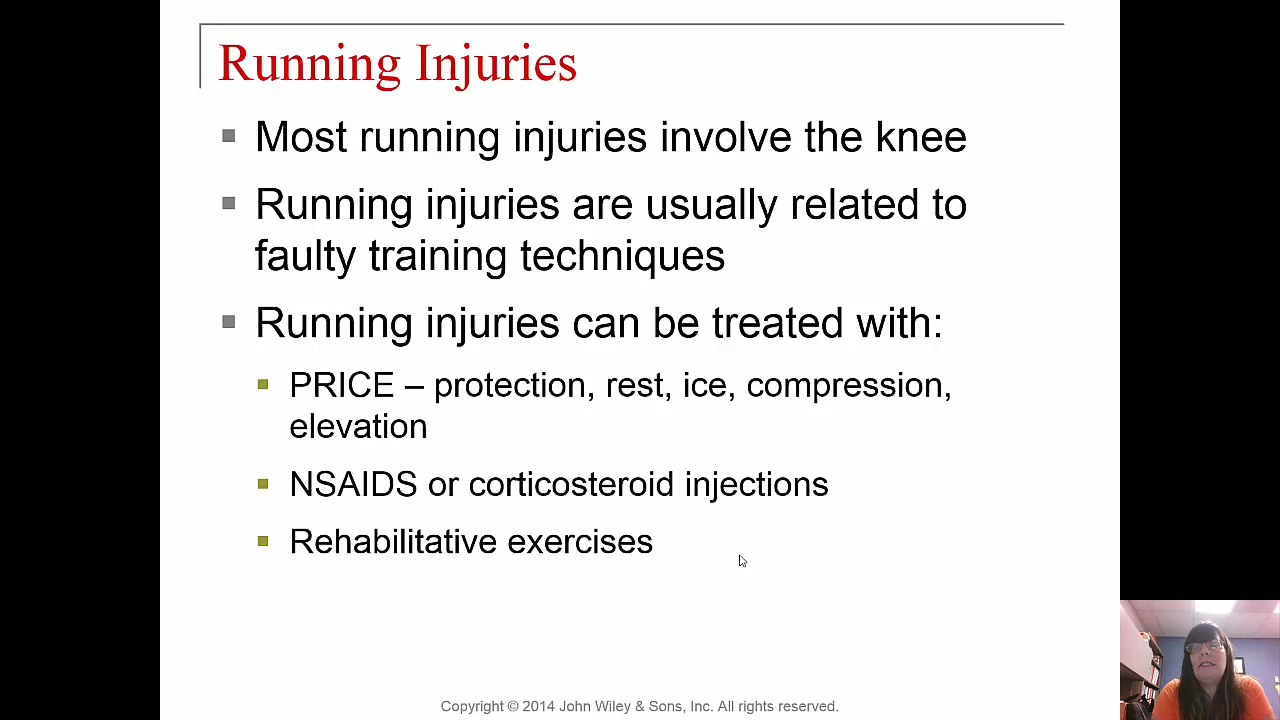 Running Injuries
Most running injuries involve the knee
Running injuries are usually related to
faulty training techniques
Running injuries can be treated with:
PRICE – protection, rest, ice, compression,
elevation
NSAIDS or corticosteroid injections
Rehabilitative exercises
Copyright © 2014 John Wiley & Sons, Inc. All rights reserved.